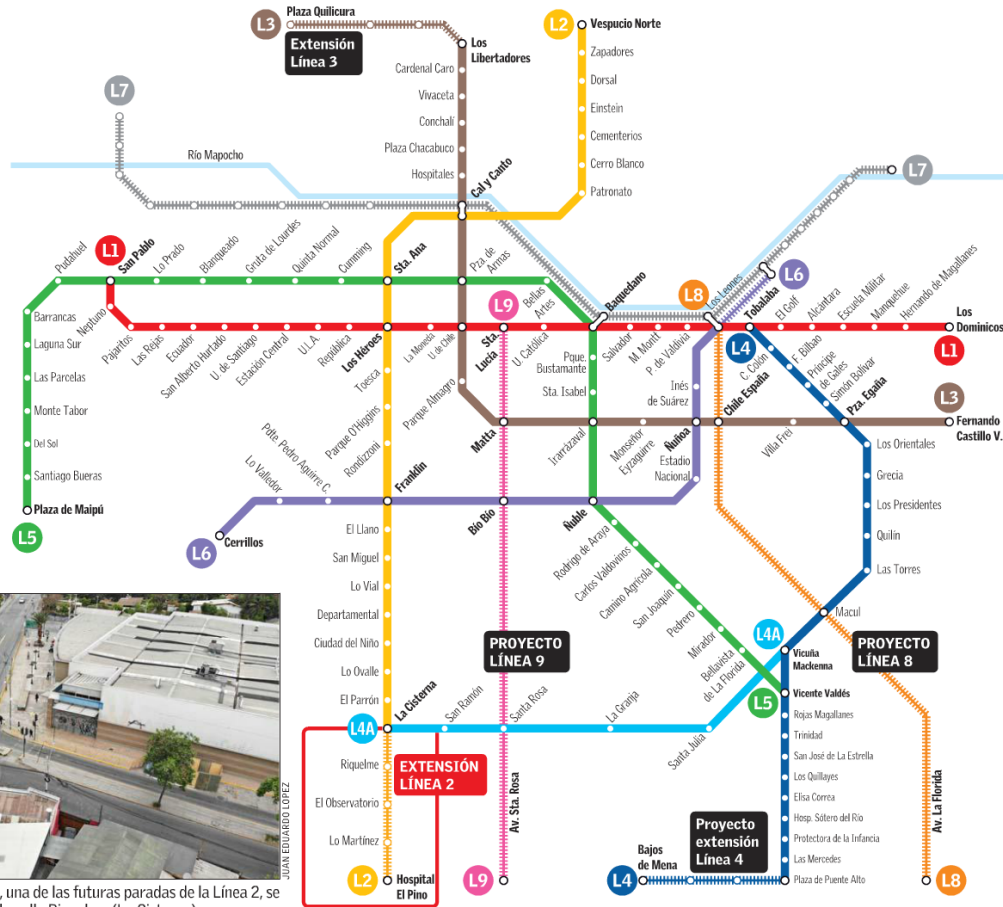 L3
Plaza Quilicura
Extensión
Línea 3
Los
Libertadores
Cardenal Caro
Vivaceta
Conchalí
Plaza Chacabuco
Hospitales
Cal y Canto
L2
Vespucio Norte
Zapadores
Dorsal
Einstein
Cementerios
Cerro Blanco
Patronato
L7
Río Mapocho
L7
L1
Pudahuel
San Pablo
Lo Prado
Blanqueado
Gruta de Lourdes
Quinta Normal
Cumming
Sta. Ana
Pza. de
Armas
L9
Bellas
Artes
Baquedano
L8
Los Leones
L6
Tobalaba
Barrancas
Laguna Sur
Las Parcelas
Monte Tabor
Del Sol
Santiago Bueras
Plaza de Maipú
L5
Neptuno
Pajaritos
Las Rejas
Ecuador
San Alberto Hurtado
U. de Santiago
Estación Central
U.L.A.
República
Los Héroes
La Moneda
U. de Chile
Sta.
Lucía
U. Católica
Salvador
M. Montt
P. de Valdivia
L4
El Golf
Alcántara
Escuela Militar
Manquehue
Hernando de Magallanes
Los
Dominicos
L1
Toesca
Parque O'Higgins
Rondizzoni
Parque Almagro
Pque.
Bustamante
Sta. Isabel
Inés
de Suárez
Chile España
C. Colón
F. Bilbao
Príncipe
de Gales
Simón Bolívar
Pza. Egaña
L3
Fernando
Castillo V.
Matta
Irarrázaval
Monseñor
Eyzaguirre
Ñuñoa
Estadio
Nacional
Villa Frei
Los Orientales
Grecia
Los Presidentes
Quilín
Las Torres
Macul
L6
Cerrillos
Lo Valledor
Pdte. Pedro Aguirre C.
Franklin
Bío Bío
Ñuble
El Llano
San Miguel
Lo Vial
Departamental
Ciudad del Niño
Lo Ovalle
El Parrón
La Cisterna
Rodrigo de Araya
Carlos Valdovinos
Camino Agrícola
San Joaquín
Pedrero
Mirador
Bellavista
de La Florida
PROYECTO
LÍNEA 9
PROYECTO
LÍNEA 8
L4A
Vicuña
Mackenna
L5
Vicente Valdés
L4A
San Ramón
Santa Rosa
La Granja
Santa Julia
Rojas Magallanes
Trinidad
San José de La Estrella
Los Quillayes
Elisa Correa
Hosp. Sótero del Río
Protectora de la Infancia
Las Mercedes
Plaza de Puente Alto
EXTENSIÓN
LÍNEA 2
Riquelme
El Observatorio
Lo Martínez
L2
Hospital
El Pino
Av. Sta. Rosa
L9
Proyecto
extensión
Línea 4
Bajos
de Mena
L4
Av. La Florida
L8
JUAN EDUARDO LOPEZ
, una de las futuras paradas de la Línea 2, se